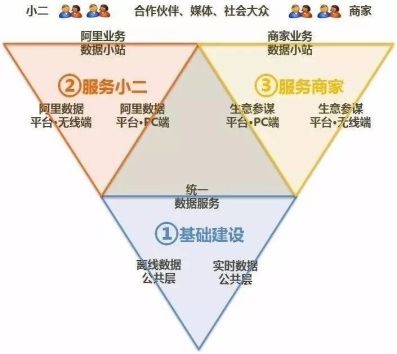 小二 合作伙伴、媒体、社会大众 商家
阿里业务 商家业务
数据小站 数据小站
②服务小二 ③服务商家
阿里数据 阿里数据 生意参谋 生意参谋
平台·无线端 平台·PC端 平台·PC端 平台·无线端
统一
数据服务
①基础建设
离线数据 实时数据
公共层 公共层